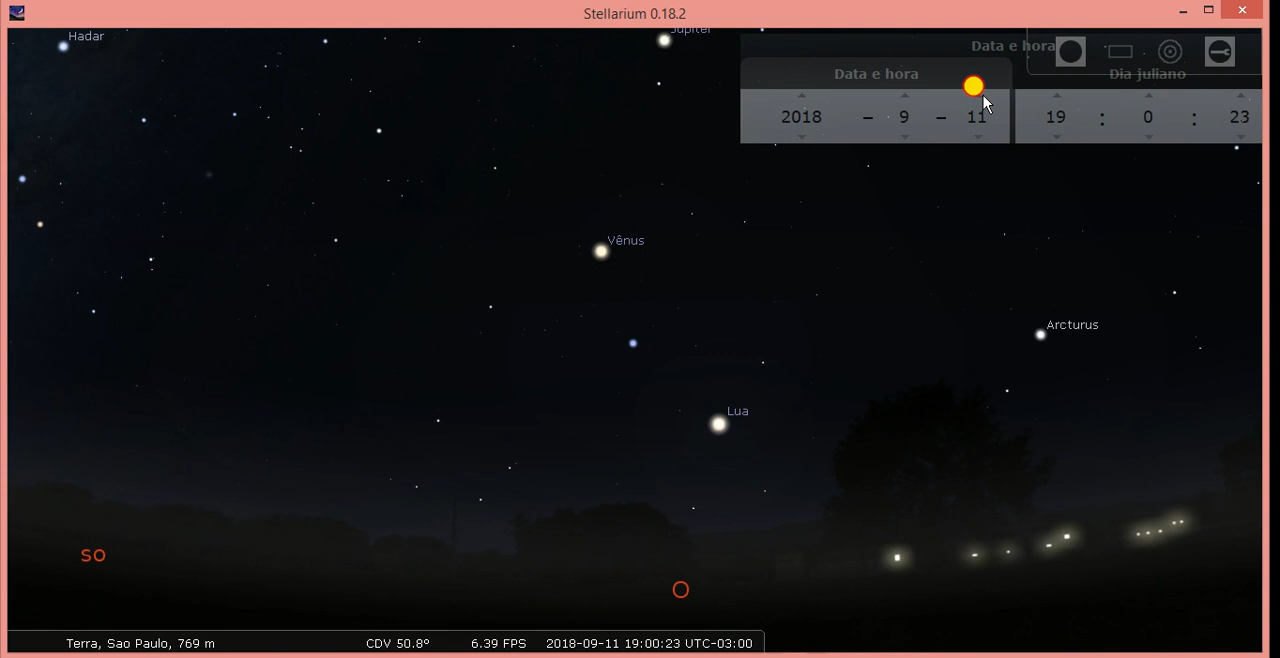 Stellarium 0.18.2
Hadar
Jupiter
Data e hora
Data e hora
Dia juliano
2018 - 9 - 11
19 : 0 : 23
Vênus
Arcturus
Lua
SO
O
Terra, Sao Paulo, 769 m
CDV 50.8°
6.39 FPS
2018-09-11 19:00:23 UTC-03:00